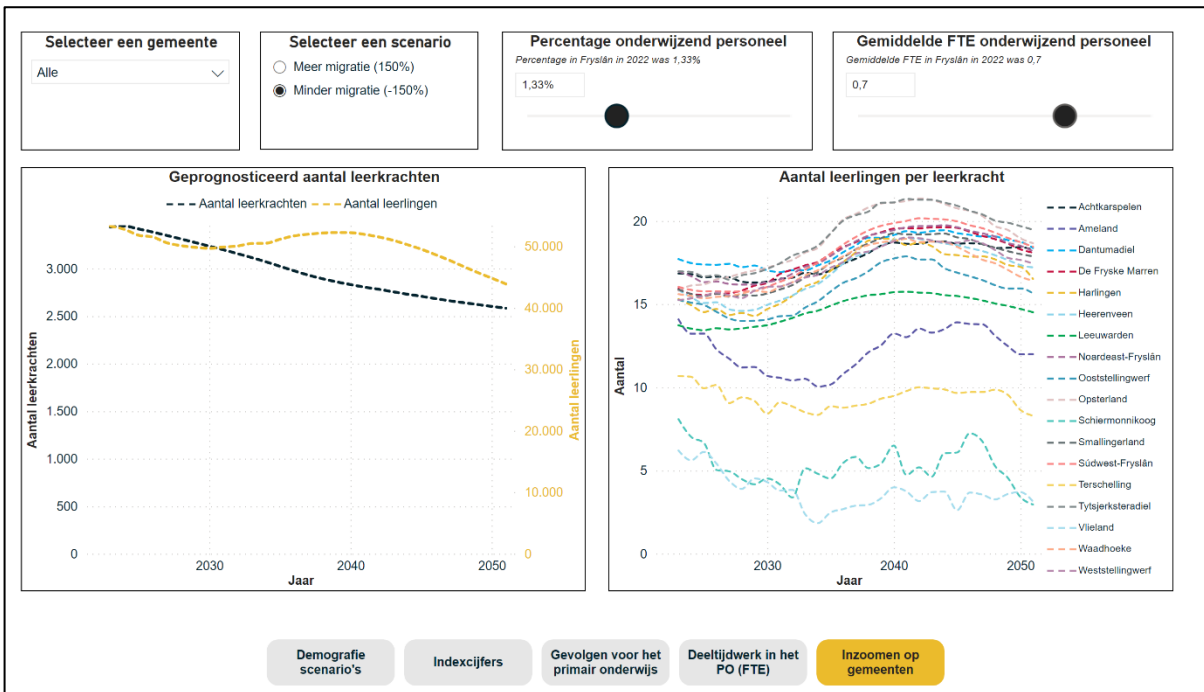 Selecteer een gemeente
Alle
Selecteer een scenario
Meer migratie (150%)
Minder migratie (-150%)
Percentage onderwijzend personeel
Percentage in Fryslân in 2022 was 1,33%
1,33%
Gemiddelde FTE onderwijzend personeel
Gemiddelde FTE in Fryslân in 2022 was 0,7
0,7
Geprognosticeerd aantal leerkrachten
Aantal leerkrachten
Aantal leerlingen
Aantal leerkrachten
3.000
2.500
2.000
1.500
1.000
500
0
50.000
40.000
30.000
20.000
10.000
0
Aantal leerlingen
2030
2040
2050
Jaar
Aantal leerlingen per leerkracht
Aantal
20
15
10
5
0
2030
2040
2050
Jaar
Achtkarspelen
Ameland
Dantumadiel
De Fryske Marren
Harlingen
Heerenveen
Leeuwarden
Noardeast-Fryslân
Ooststellingwerf
Opsterland
Schiermonnikoog
Smallingerland
Súdwest-Fryslân
Terschelling
Tytsjerksteradiel
Vlieland
Waadhoeke
Weststellingwerf
Demografie
scenario's
Indexcijfers
Gevolgen voor het
primair onderwijs
Deeltijdwerk in het
PO (FTE)
Inzoomen op
gemeenten